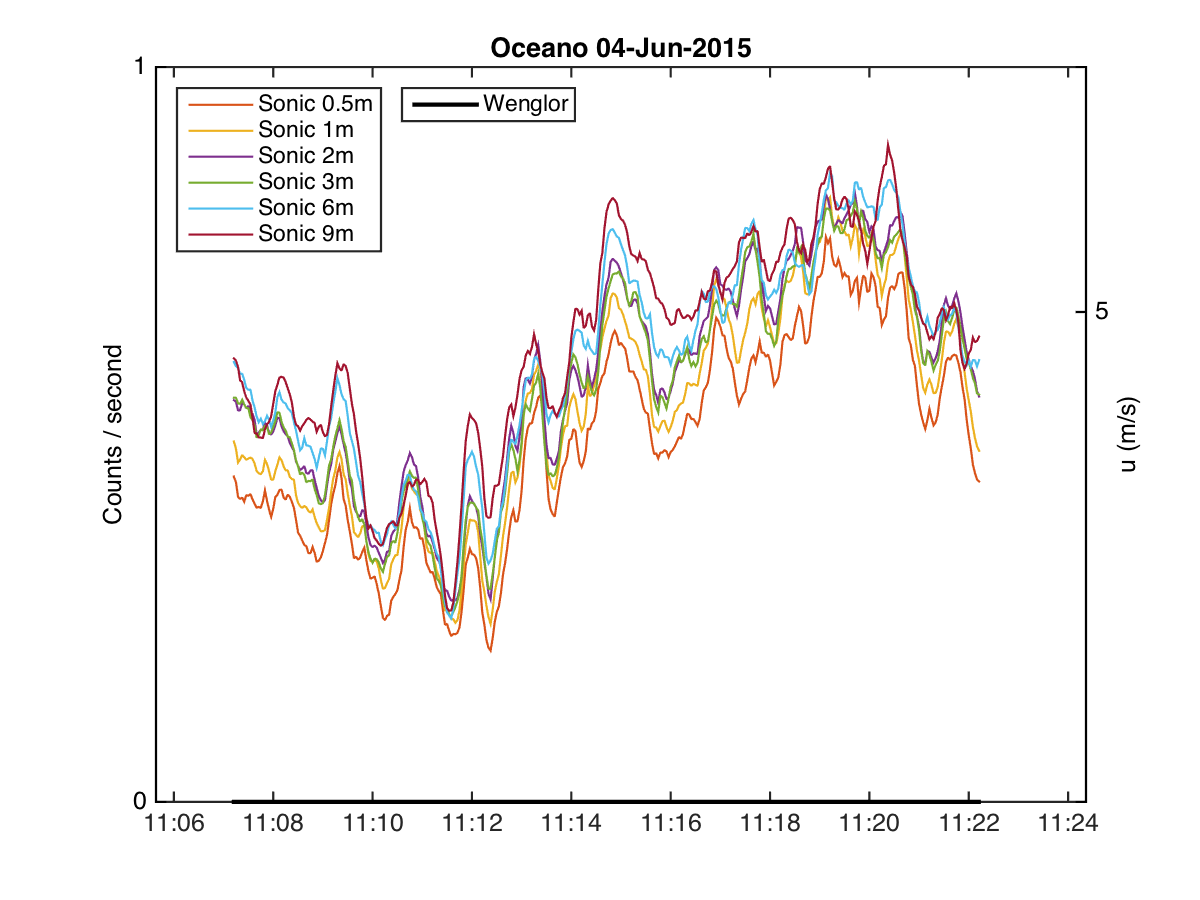 Oceano 04-Jun-2015
1
Sonic 0.5m
Sonic 1m
Sonic 2m
Sonic 3m
Sonic 6m
Sonic 9m
Wenglor
Counts / second
5
u (m/s)
0
11:06 11:08 11:10 11:12 11:14 11:16 11:18 11:20 11:22 11:24